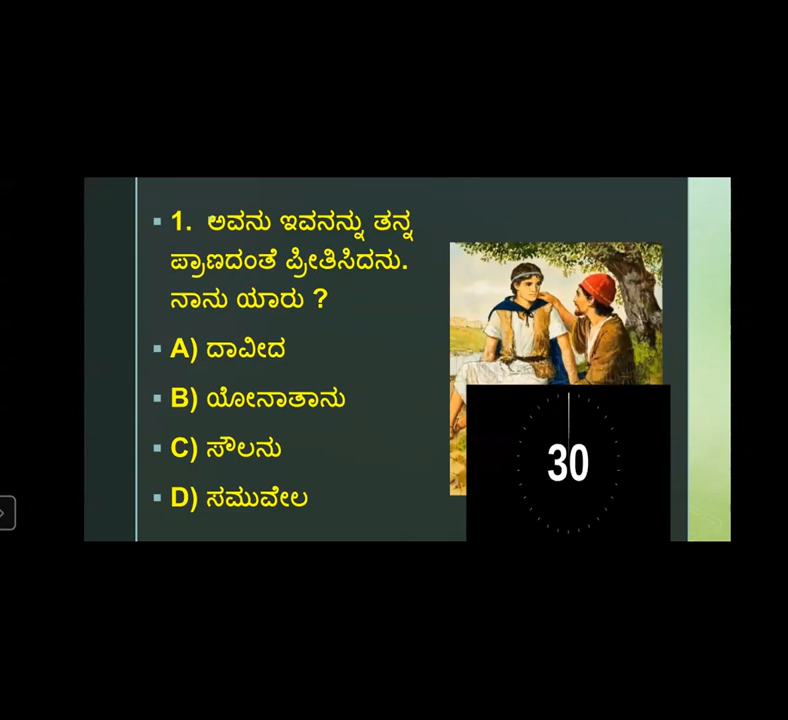 1. ಅವನು ಇವನನ್ನು ತನ್ನ
ಪ್ರಾಣದಂತೆ ಪ್ರೀತಿಸಿದನು.
ನಾನು ಯಾರು ?
A) ದಾವೀದ
B) ಯೋನಾತಾನು
C) ಸೌಲನು
D) ಸಮುವೇಲ
30